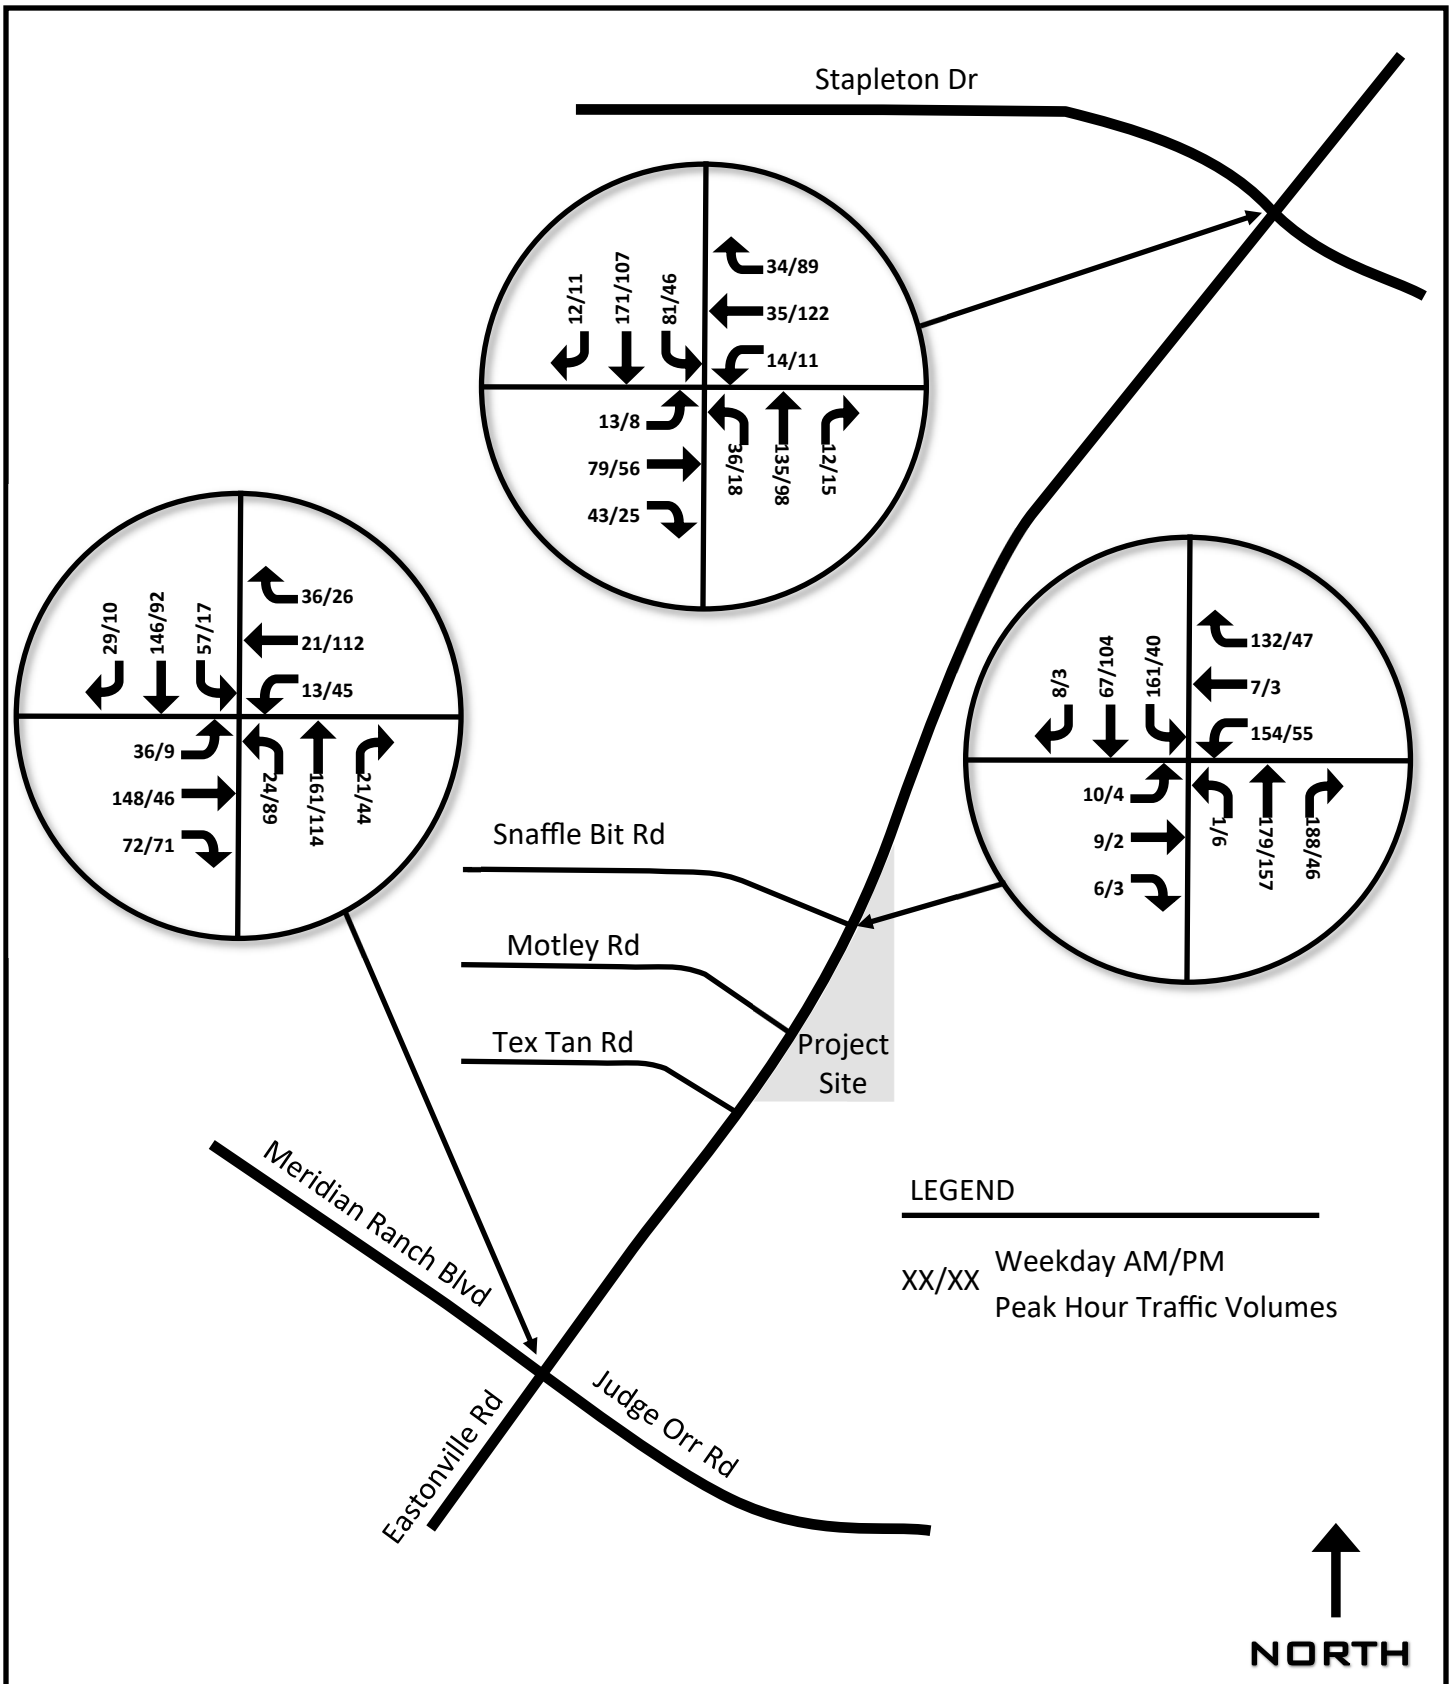 Stapleton Dr
12/11
171/107
81/46
34/89
35/122
14/11
13/8
79/56
43/25
36/18
135/98
12/15
29/10
146/92
57/17
36/26
21/112
13/45
36/9
148/46
72/71
24/89
161/114
21/44
8/3
67/104
161/40
132/47
7/3
154/55
10/4
9/2
6/3
1/6
179/157
188/46
Snaffle Bit Rd
Motley Rd
Tex Tan Rd
Project
Site
Meridian Ranch Blvd
Judge Orr Rd
Eastonville Rd
LEGEND
XX/XX
Weekday AM/PM
Peak Hour Traffic Volumes
NORTH